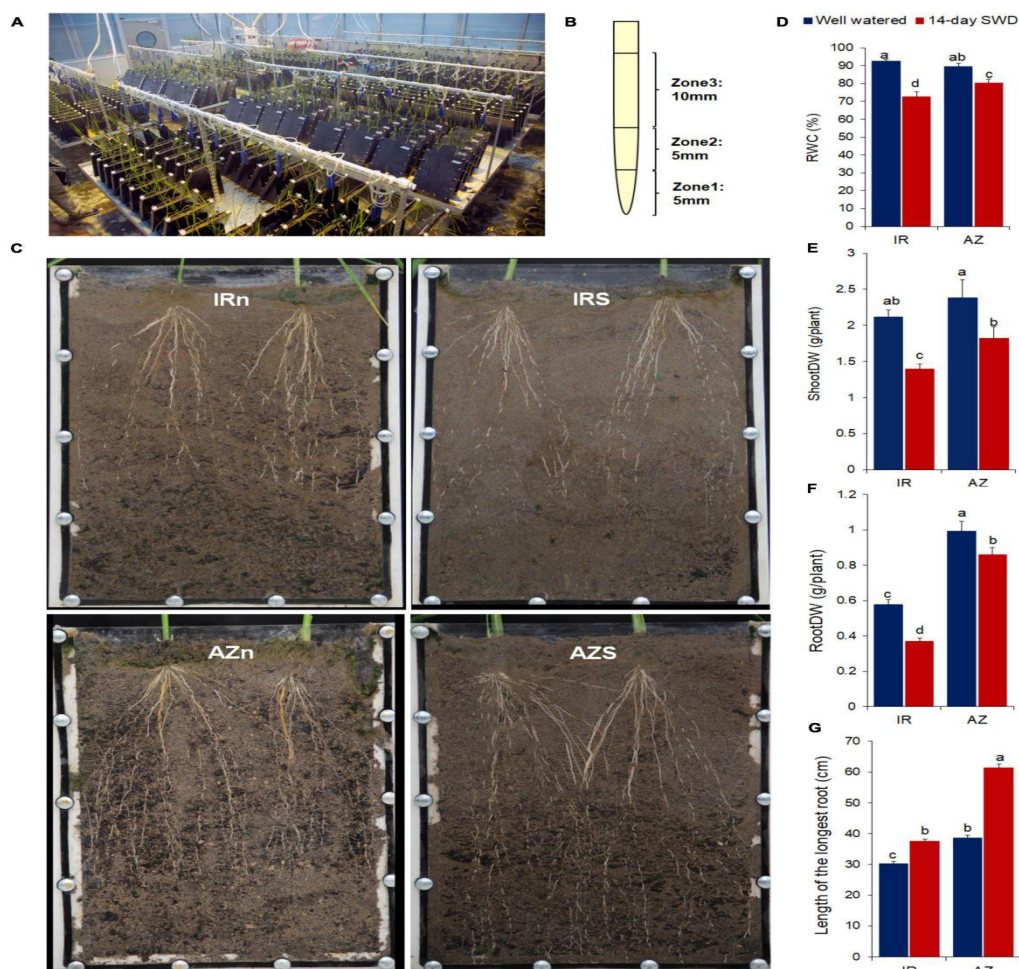 A
B
Zone3:
10mm
Zone2:
5mm
Zone1:
5mm
C
IRn
IRS
AZn
AZS
D
Well watered
14-day SWD
RWC (%)
100
90
80
70
60
50
40
30
20
10
0
a
d
ab
c
IR
AZ
E
ShootDW (g/plant)
3
2.5
2
1.5
1
0.5
0
ab
c
a
b
IR
AZ
F
RootDW (g/plant)
1.2
1
0.8
0.6
0.4
0.2
0
c
d
a
b
IR
AZ
G
Length of the longest root (cm)
70
60
50
40
30
20
10
0
c
b
b
a
IR
AZ